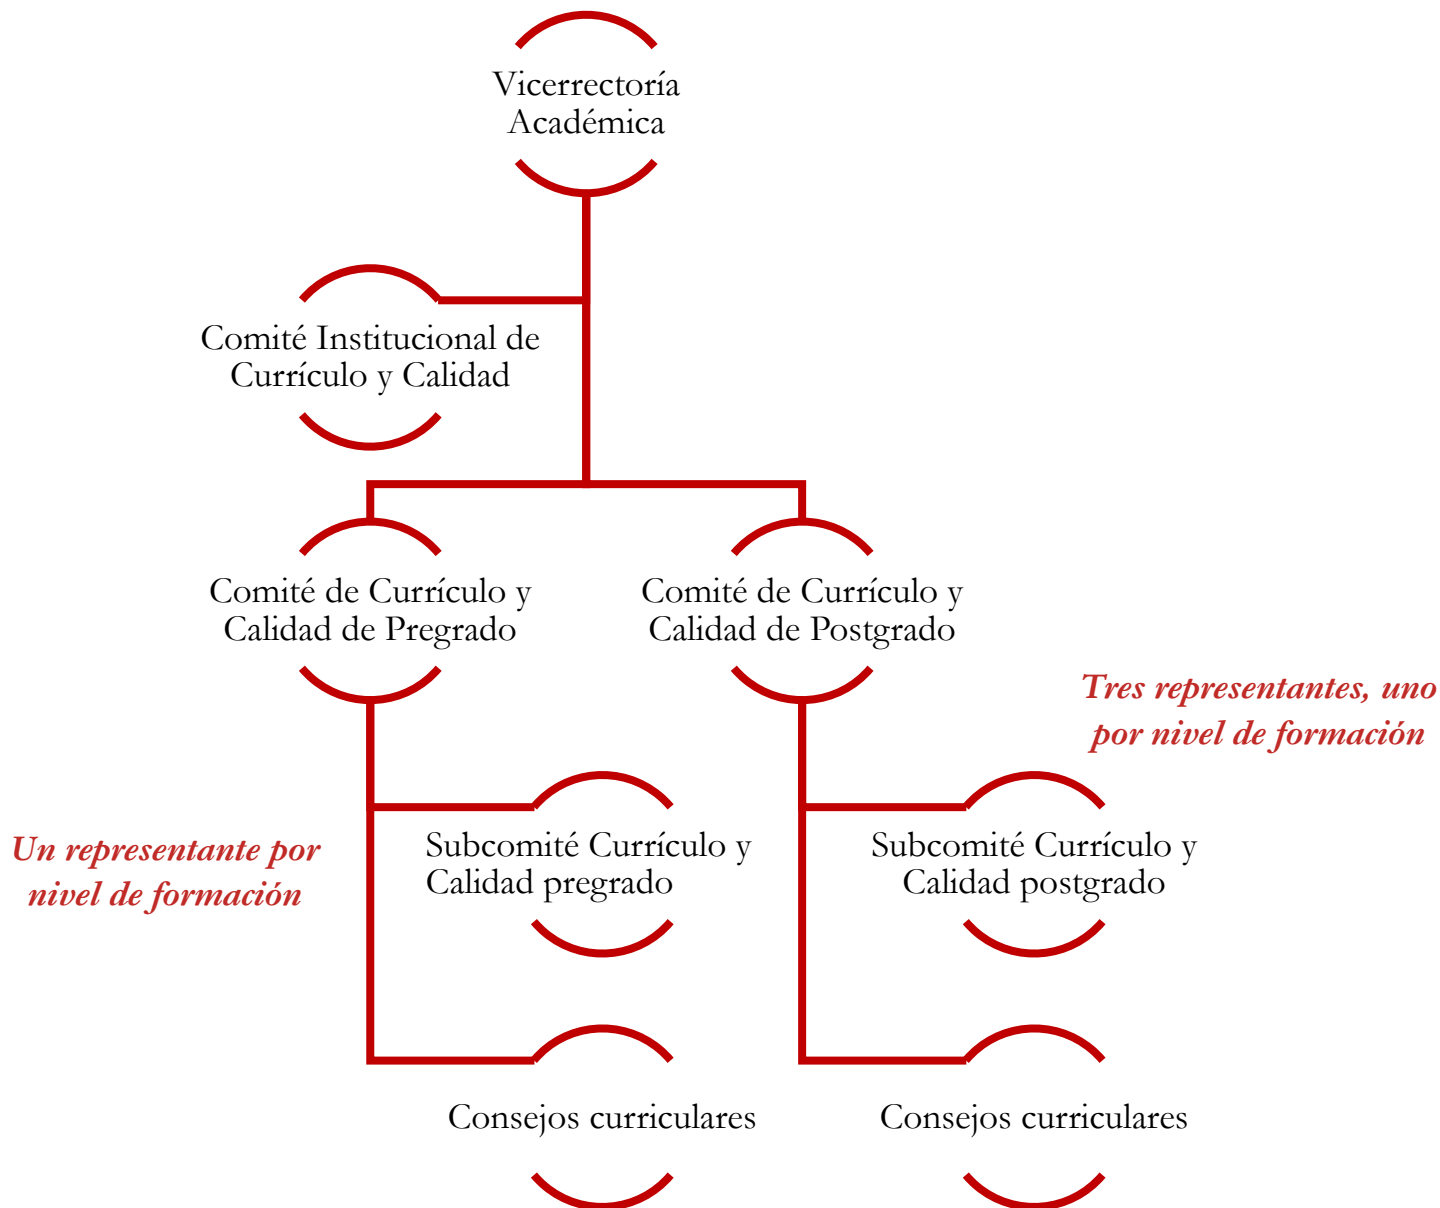 Vicerrectoría
Académica
Comité Institucional de
Currículo y Calidad
Comité de Currículo y
Calidad de Pregrado
Comité de Currículo y
Calidad de Postgrado
Tres representantes, uno
por nivel de formación
Un representante por
nivel de formación
Subcomité Currículo y
Calidad pregrado
Subcomité Currículo y
Calidad postgrado
Consejos curriculares
Consejos curriculares